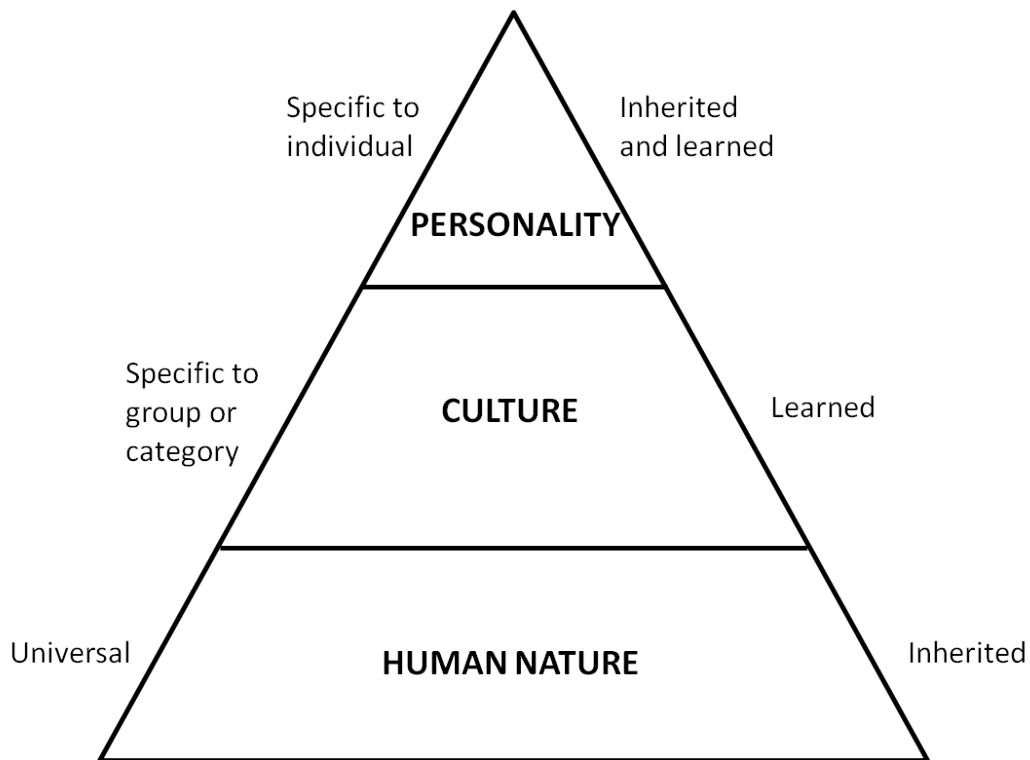 Specific to
individual
Inherited
and learned
PERSONALITY
Specific to
group or
category
CULTURE
Learned
Universal
HUMAN NATURE
Inherited